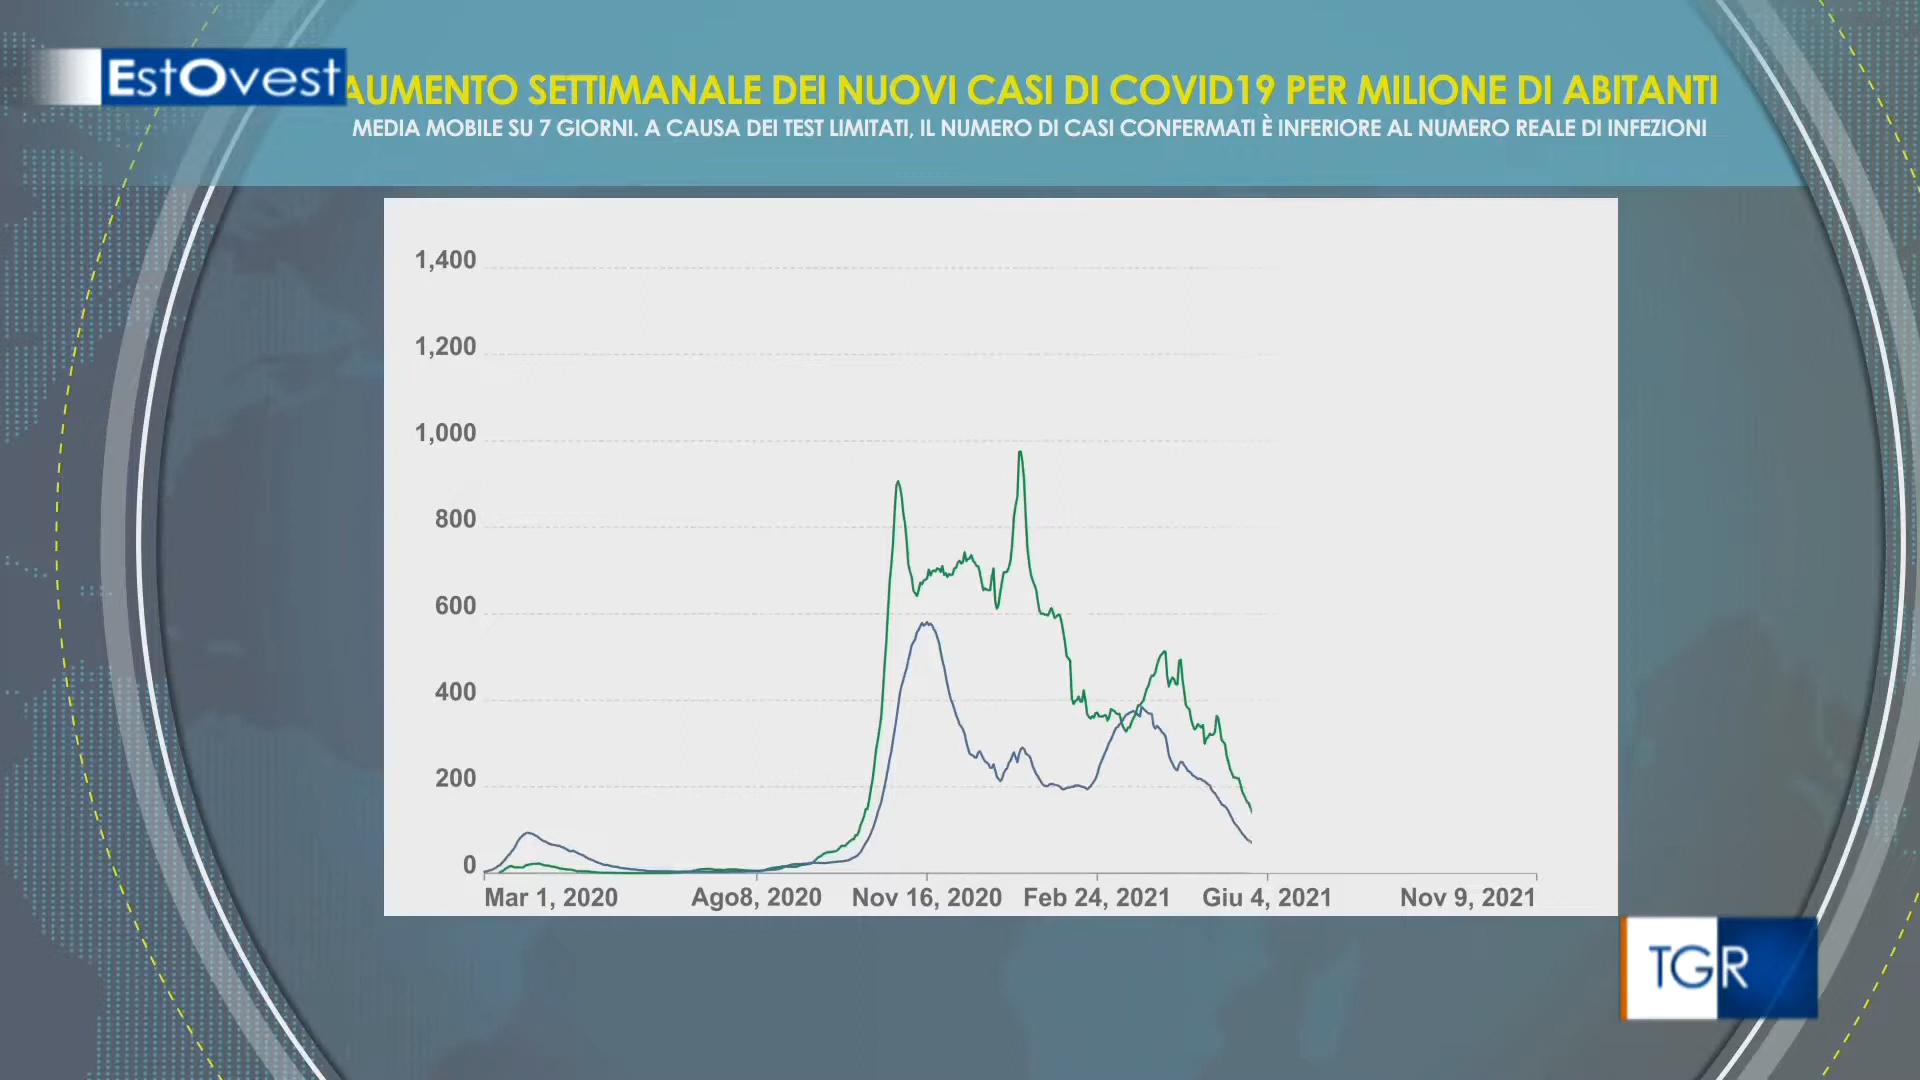 EstOvest
AUMENTO SETTIMANALE DEI NUOVI CASI DI COVID19 PER MILIONE DI ABITANTI
MEDIA MOBILE SU 7 GIORNI. A CAUSA DEI TEST LIMITATI, IL NUMERO DI CASI CONFERMATI È INFERIORE AL NUMERO REALE DI INFEZIONI
1,400
1,200
1,000
800
600
400
200
0
Mar 1, 2020 Ago8, 2020 Nov 16, 2020 Feb 24, 2021 Giu 4, 2021 Nov 9, 2021
TGR